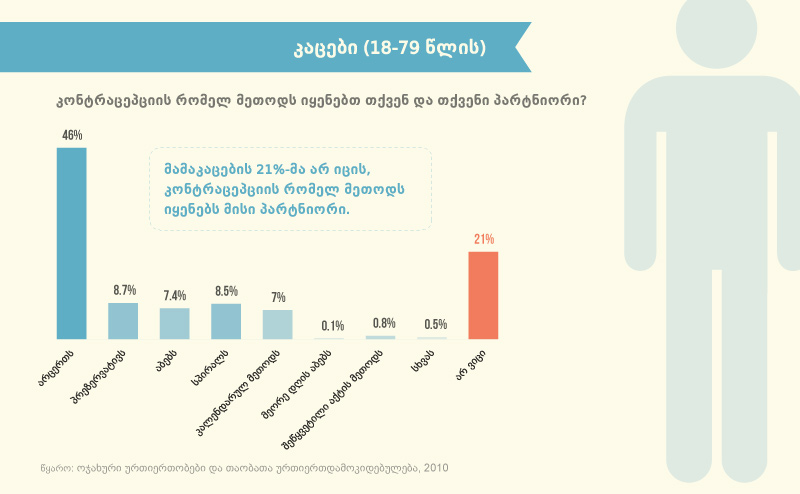 კაცები (18-79 წლის)
კონტრაცეპციის რომელ მეთოდს იყენებთ თქვენ და თქვენი პარტნიორი?
46%
მამაკაცების 21%-მა არ იცის,
კონტრაცეპციის რომელ მეთოდს
იყენებს მისი პარტნიორი.
8.7%
7.4%
8.5%
7%
0.1%
0.8%
0.5%
21%
არცერთს
პრეზერვატივს
აბებს
სპირალს
კალენდარულ მეთოდს
მეორე დღის აბებს
შეწყვეტილი აქტის მეთოდს
სხვას
არ ვიცი
წყარო: ოჯახური ურთიერთობები და თაობათა ურთიერთდამოკიდებულება, 2010